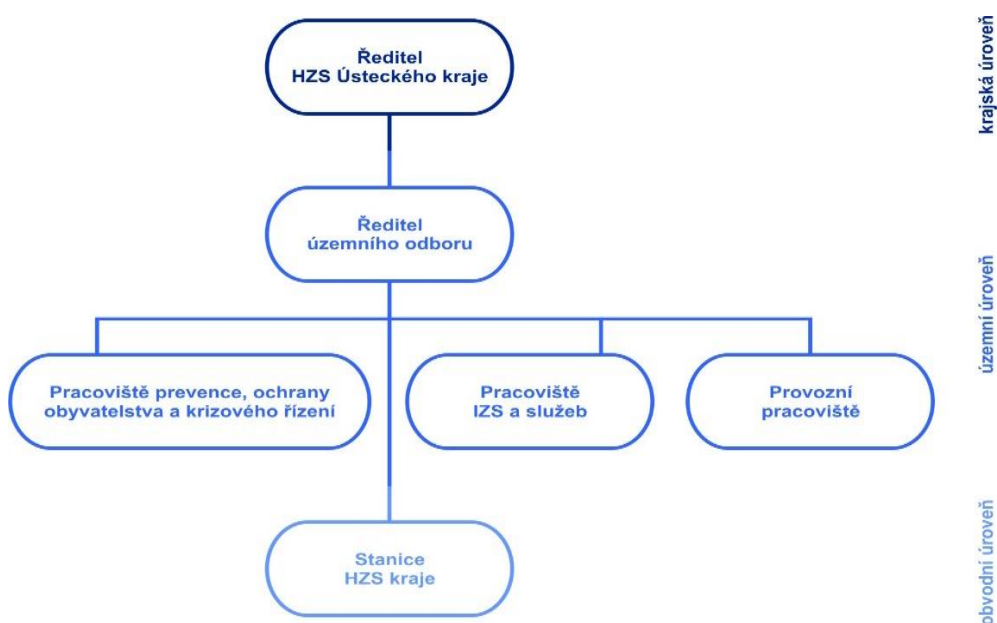 Ředitel
HZS Ústeckého kraje
krajská úroveň
Ředitel
územního odboru
územní úroveň
Pracoviště prevence, ochrany
obyvatelstva a krizového řízení
Pracoviště
IZS a služeb
Provozní
pracoviště
Stanice
HZS kraje
obvodní úroveň